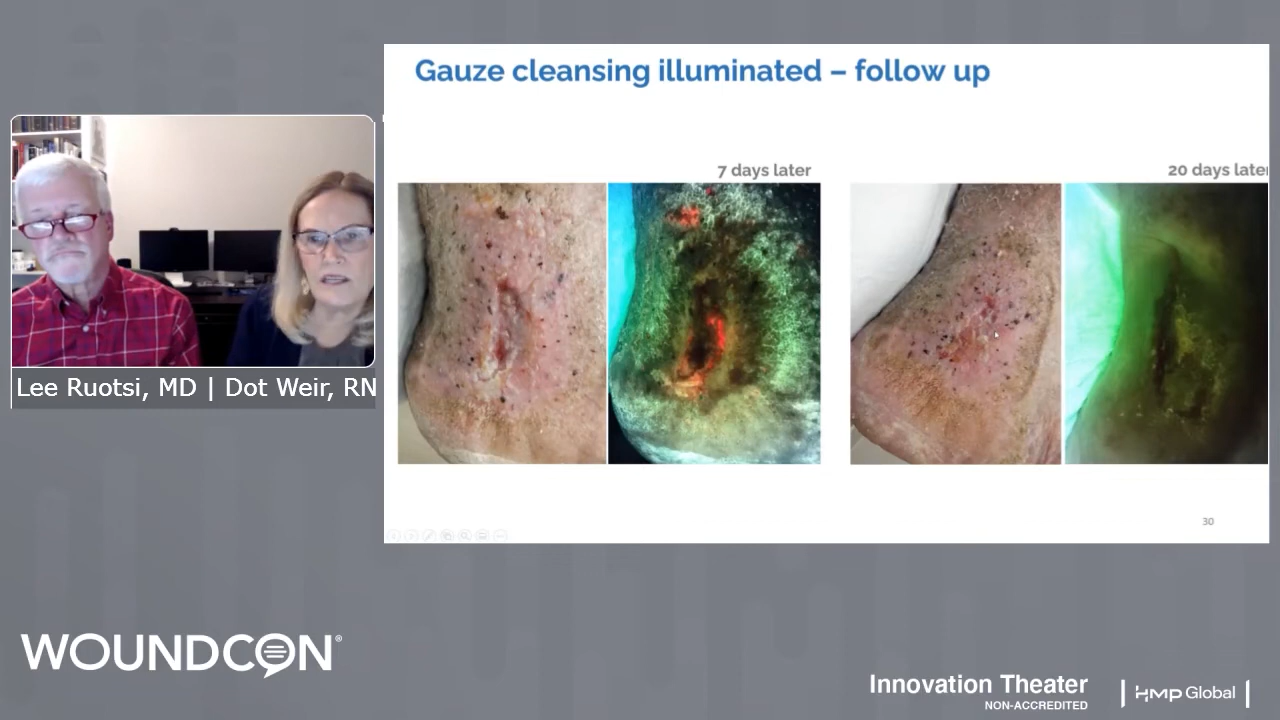 Gauze cleansing illuminated – follow up
7 days later
20 days later
Lee Ruotsi, MD | Dot Weir, RN
30
WOUNDCON®
Innovation Theater
NON-ACCREDITED
HMP Global